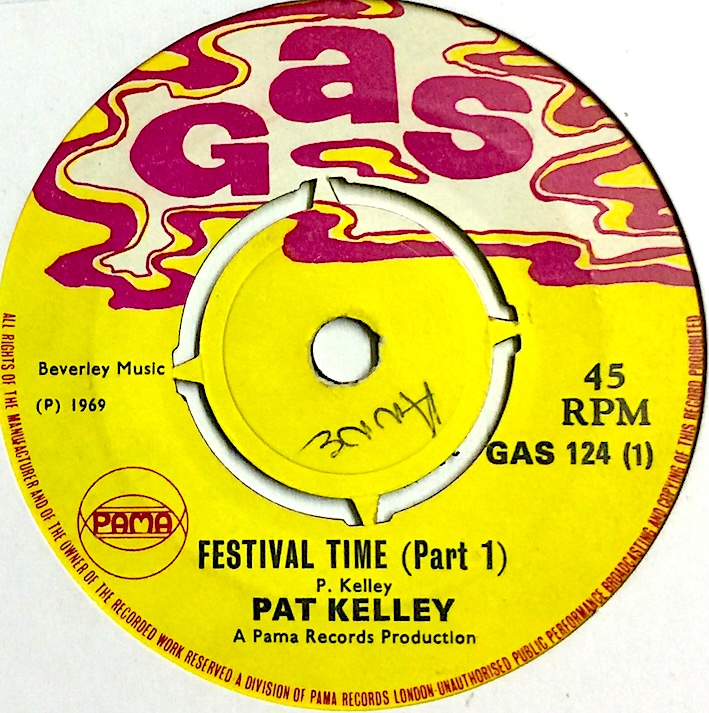 Gas
Beverley Music
(P) 1969
45
RPM
GAS 124 (1)
PAMA
FESTIVAL TIME (Part 1)
P. Kelley
PAT KELLEY
A Pama Records Production
ALL RIGHTS OF THE MANUFACTURER AND OF THE OWNER OF THE RECORDED WORK RESERVED A DIVISION OF PAMA RECORDS LONDON-UNAUTHORISED PUBLIC PERFORMANCE BROADCASTING AND COPYING OF THIS RECORD PROHIBITED